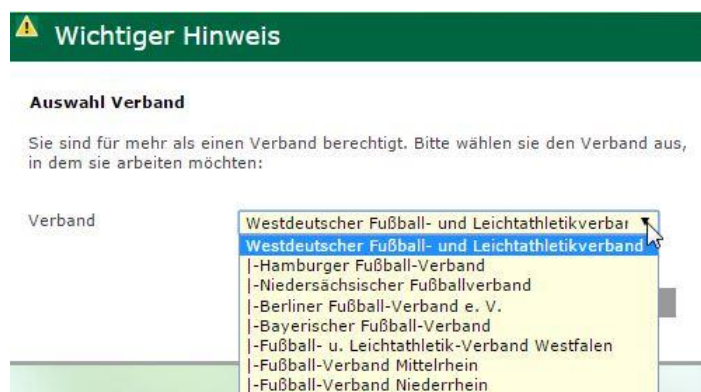 Wichtiger Hinweis
Auswahl Verband
Sie sind für mehr als einen Verband berechtigt. Bitte wählen sie den Verband aus,
in dem sie arbeiten möchten:
Verband
Westdeutscher Fußball- und Leichtathletikverbar
Westdeutscher Fußball- und Leichtathletikverband
|-Hamburger Fußball-Verband
|-Niedersächsischer Fußballverband
|-Berliner Fußball-Verband e. V.
|-Bayerischer Fußball-Verband
|-Fußball- u. Leichtathletik-Verband Westfalen
|-Fußball-Verband Mittelrhein
|-Fußball-Verband Niederrhein